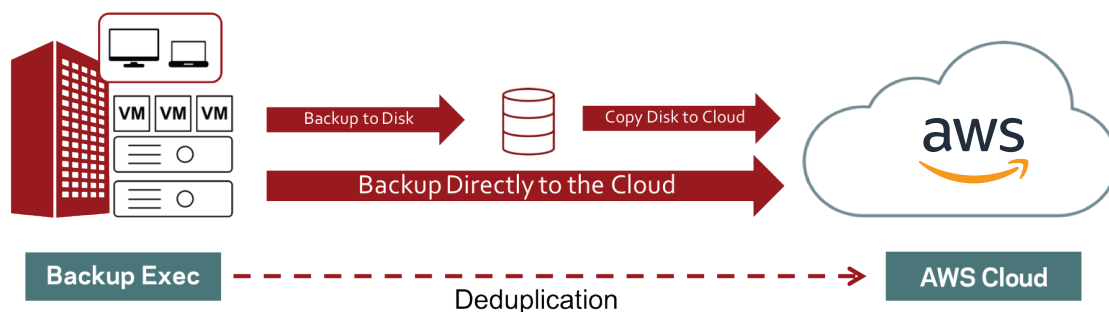 VM VM VM
Backup to Disk
Copy Disk to Cloud
Backup Directly to the Cloud
aws
Backup Exec
Deduplication
AWS Cloud